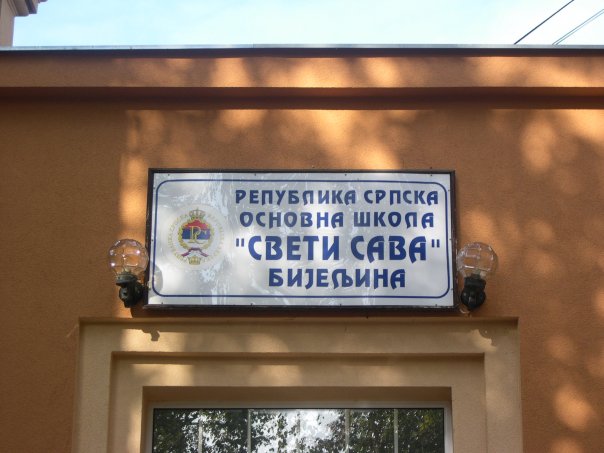 РЕПУБЛИКА СРПСКА
ОСНОВНА ШКОЛА
"СВЕТИ САВА"
БИЈЕЉИНА